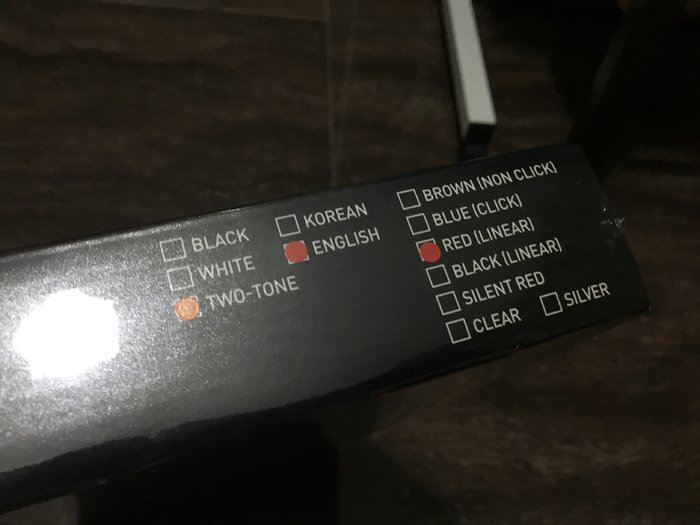 BLACK
WHITE
TWO-TONE
KOREAN
ENGLISH
BROWN (NON CLICK)
BLUE (CLICK)
RED (LINEAR)
BLACK (LINEAR)
SILENT RED
CLEAR
SILVER